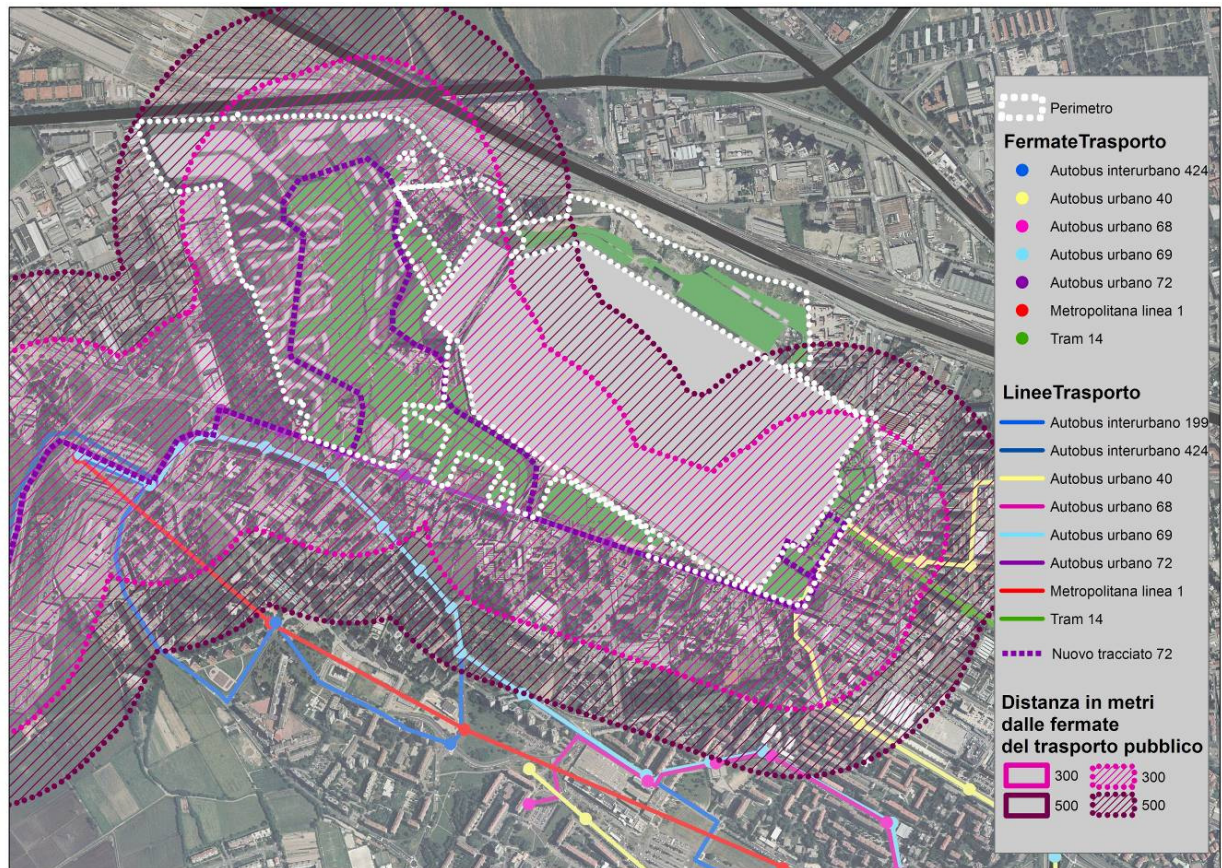 Perimetro
FermateTrasporto
Autobus interurbano 424
Autobus urbano 40
Autobus urbano 68
Autobus urbano 69
Autobus urbano 72
Metropolitana linea 1
Tram 14
LineeTrasporto
Autobus interurbano 199
Autobus interurbano 424
Autobus urbano 40
Autobus urbano 68
Autobus urbano 69
Autobus urbano 72
Metropolitana linea 1
Tram 14
Nuovo tracciato 72
Distanza in metri
dalle fermate
del trasporto pubblico
300 300
500 500